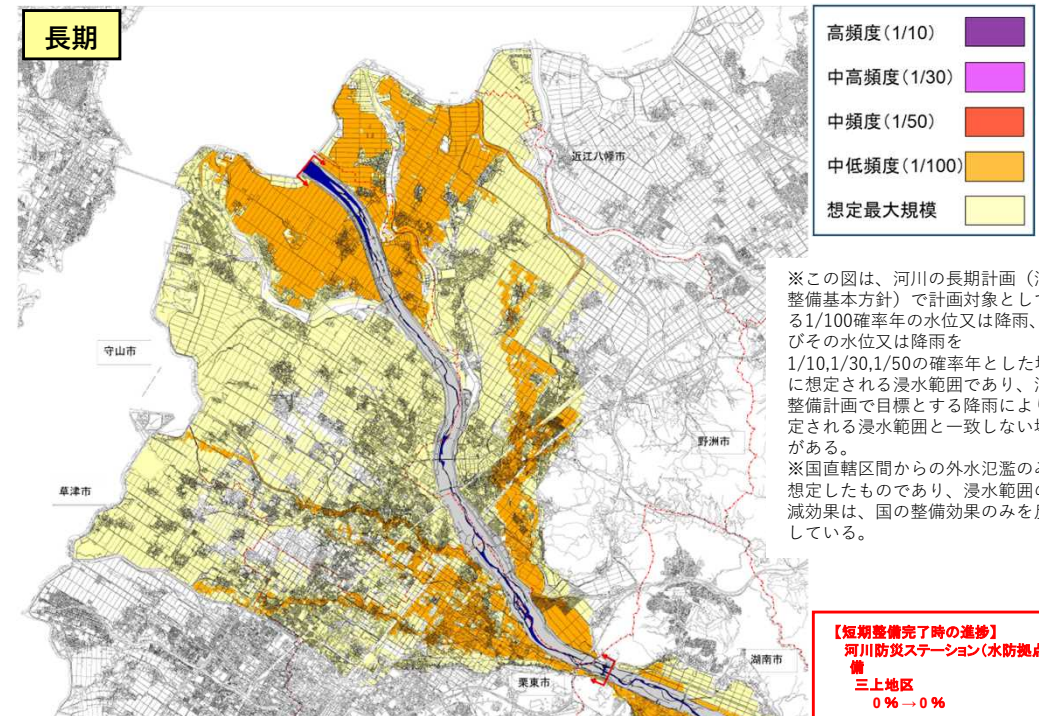 長期
高頻度(1/10)
中高頻度(1/30)
中頻度(1/50)
中低頻度(1/100)
想定最大規模
近江八幡市
守山市
野洲市
草津市
湖南市
栗東市
※この図は、河川の長期計画（
整備基本方針）で計画対象として
る1/100確率年の水位又は降雨、
びその水位又は降雨を
1/10,1/30,1/50の確率年とした
に想定される浸水範囲であり、
整備計画で目標とする降雨により
定される浸水範囲と一致しない
がある。
※国直轄区間からの外水氾濫の
想定したものであり、浸水範囲の
減効果は、国の整備効果のみを
している。
【短期整備完了時の進捗】
河川防災ステーション(水防拠点
備
三上地区
0％→0％